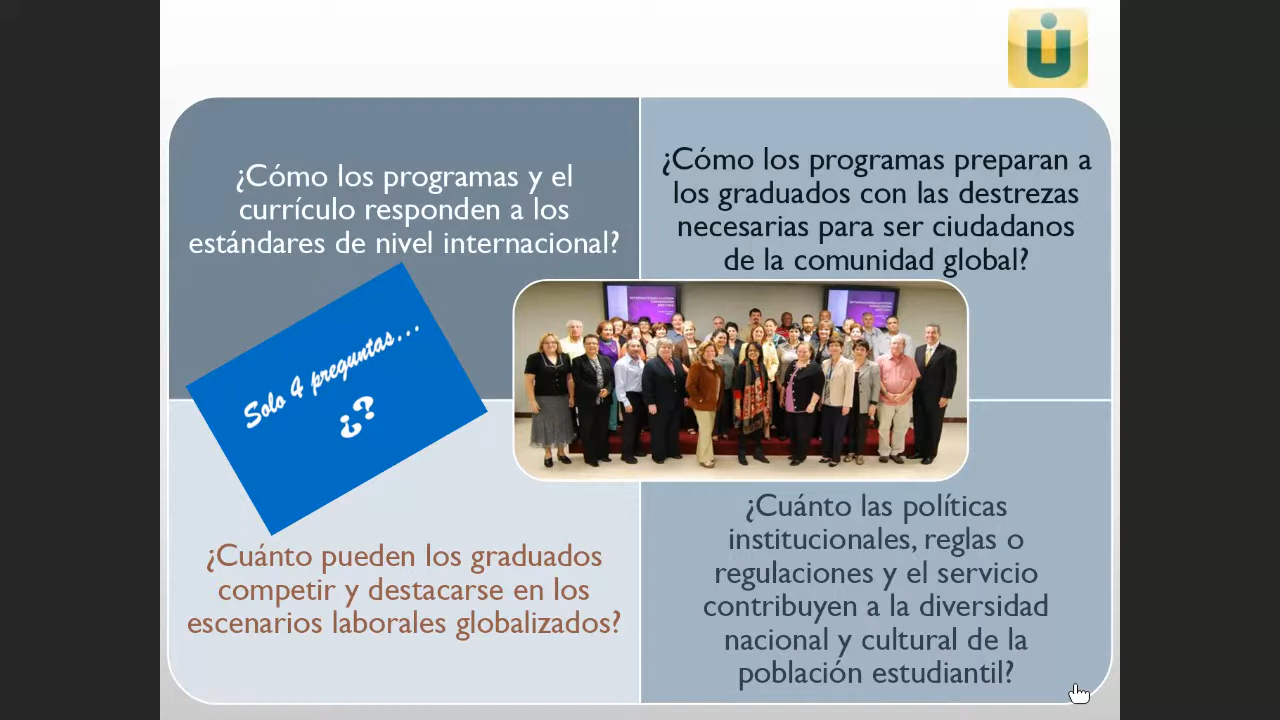 ¿Cómo los programas y el
currículo responden a los
estándares de nivel internacional?
¿Cómo los programas preparan a
los graduados con las destrezas
necesarias para ser ciudadanos
de la comunidad global?
Solo 4 preguntas...
¿?
¿Cuánto pueden los graduados
competir y destacarse en los
escenarios laborales globalizados?
¿Cuánto las políticas
institucionales, reglas o
regulaciones y el servicio
contribuyen a la diversidad
nacional y cultural de la
población estudiantil?